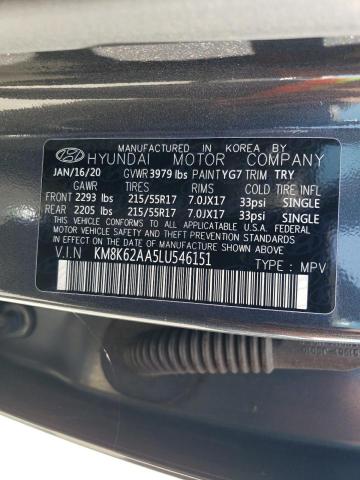 MANUFACTURED IN KOREA BY
HYUNDAI MOTOR COMPANY
JAN/16/20 GVWR 3979 lbs PAINT YG7 TRIM TRY
GAWR TIRES RIMS COLD TIRE INFL
FRONT 2293 lbs 215/55R17 7.0JX17 33psi SINGLE
REAR 2205 lbs 215/55R17 7.0JX17 33psi SINGLE
THIS VEHICLE CONFORMS TO ALL APPLICABLE U.S.A. FEDERAL
MOTOR VEHICLE SAFETY STANDARDS IN EFFECT ON THE DATE
OF MANUFACTURE SHOWN ABOVE.
V.I.N KM8K62AA5LU546151 TYPE : MPV